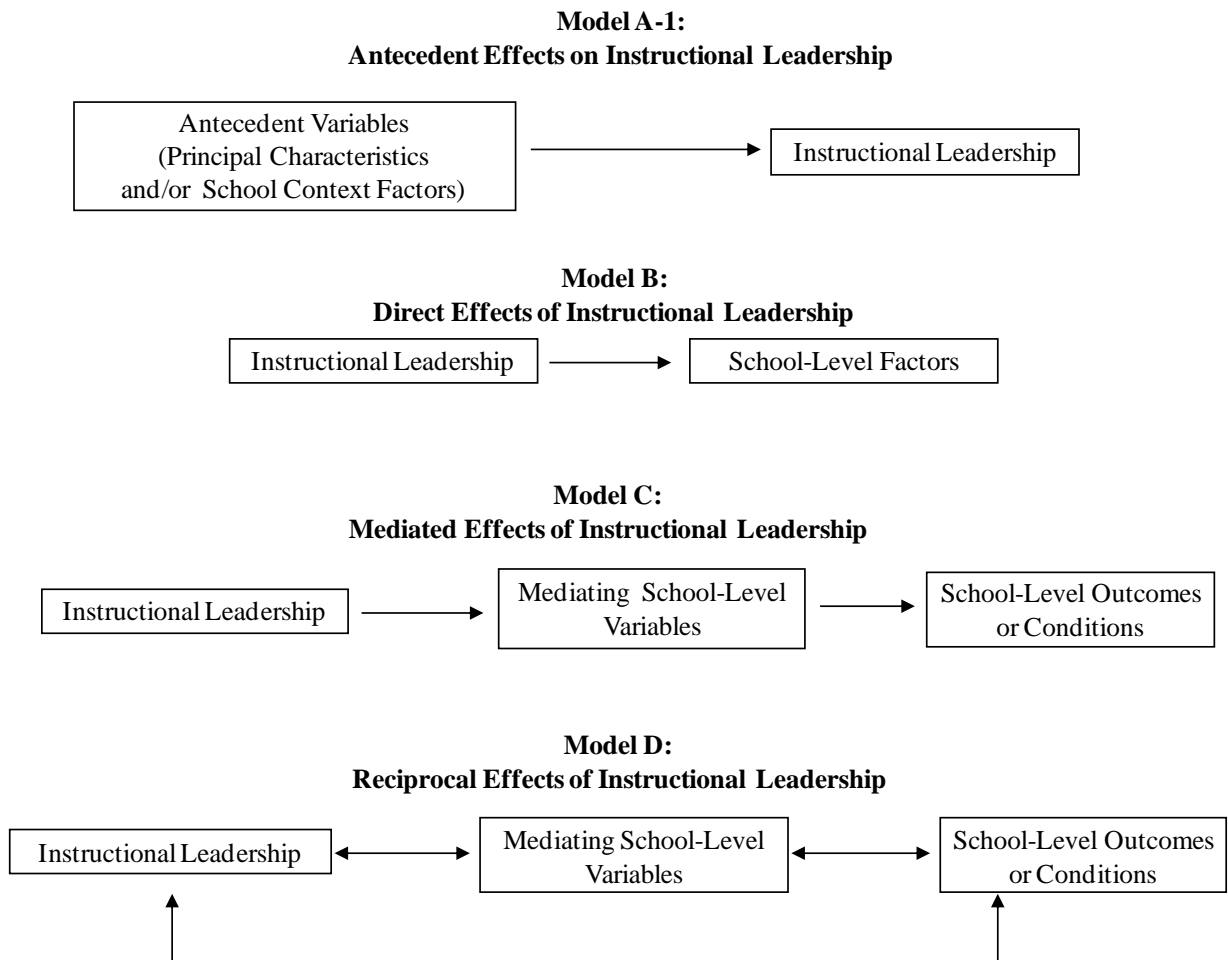 Model A-1:
Antecedent Effects on Instructional Leadership
Antecedent Variables
(Principal Characteristics
and/or School Context Factors)
Instructional Leadership
Model B:
Direct Effects of Instructional Leadership
Instructional Leadership
School-Level Factors
Model C:
Mediated Effects of Instructional Leadership
Instructional Leadership
Mediating School-Level
Variables
School-Level Outcomes
or Conditions
Model D:
Reciprocal Effects of Instructional Leadership
Instructional Leadership
Mediating School-Level
Variables
School-Level Outcomes
or Conditions